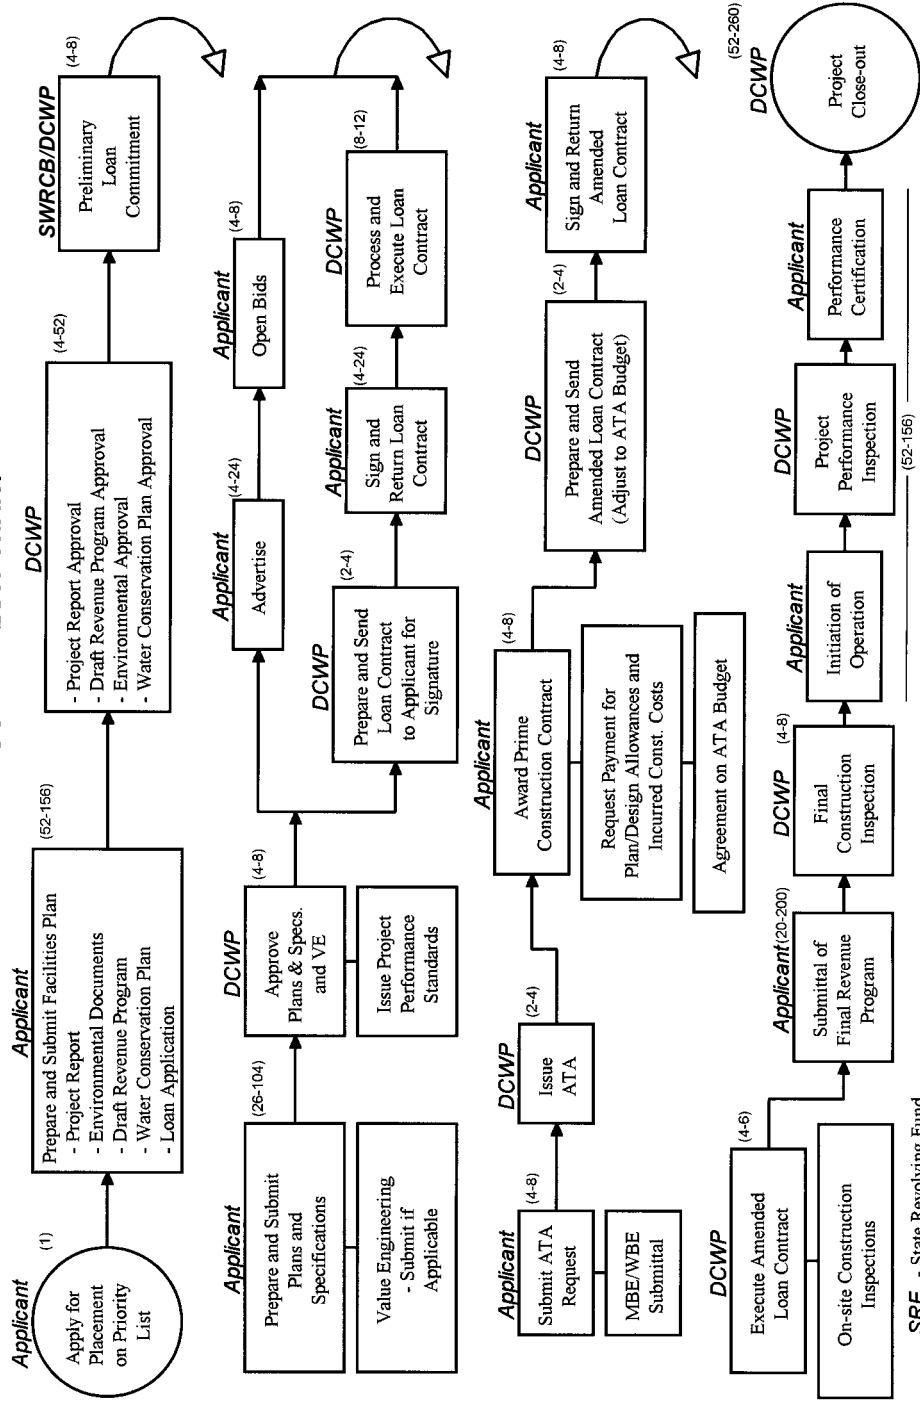 Applicant
(1)
Apply for
Placement
on Priority
List
Applicant
(52-156)
Prepare and Submit Facilities Plan
- Project Report
- Environmental Documents
- Draft Revenue Program
- Water Conservation Plan
- Loan Application
DCWP
(4-52)
- Project Report Approval
- Draft Revenue Program Approval
- Environmental Approval
- Water Conservation Plan Approval
SWRCB/DCWP
(4-8)
Preliminary
Loan
Commitment
Applicant
(26-104)
Prepare and Submit
Plans and
Specifications
Value Engineering
- Submit if
Applicable
DCWP
(4-8)
Approve
Plans & Specs.
and VE
Issue Project
Performance
Standards
Applicant
(4-24)
Advertise
Applicant
(4-8)
Open Bids
DCWP
(2-4)
Prepare and Send
Loan Contract
to Applicant for
Signature
Applicant
(4-24)
Sign and
Return Loan
Contract
DCWP
(8-12)
Process and
Execute Loan
Contract
Applicant
(4-8)
Submit ATA
Request
MBE/WBE
Submittal
DCWP
(2-4)
Issue
ATA
Applicant
(4-8)
Award Prime
Construction Contract
Request Payment for
Plan/Design Allowances and
Incurred Const. Costs
Agreement on ATA Budget
DCWP
(2-4)
Prepare and Send
Amended Loan Contract
(Adjust to ATA Budget)
Applicant
(4-8)
Sign and Return
Amended
Loan Contract
DCWP
(4-6)
Execute Amended
Loan Contract
On-site Construction
Inspections
Applicant (20-200)
Submittal of
Final Revenue
Program
DCWP
(4-8)
Final
Construction
Inspection
Applicant
Initiation of
Operation
DCWP
Project
Performance
Inspection
Applicant
Performance
Certification
(52-156)
DCWP
(52-260)
Project
Close-out
SRF - State Revolving Fund